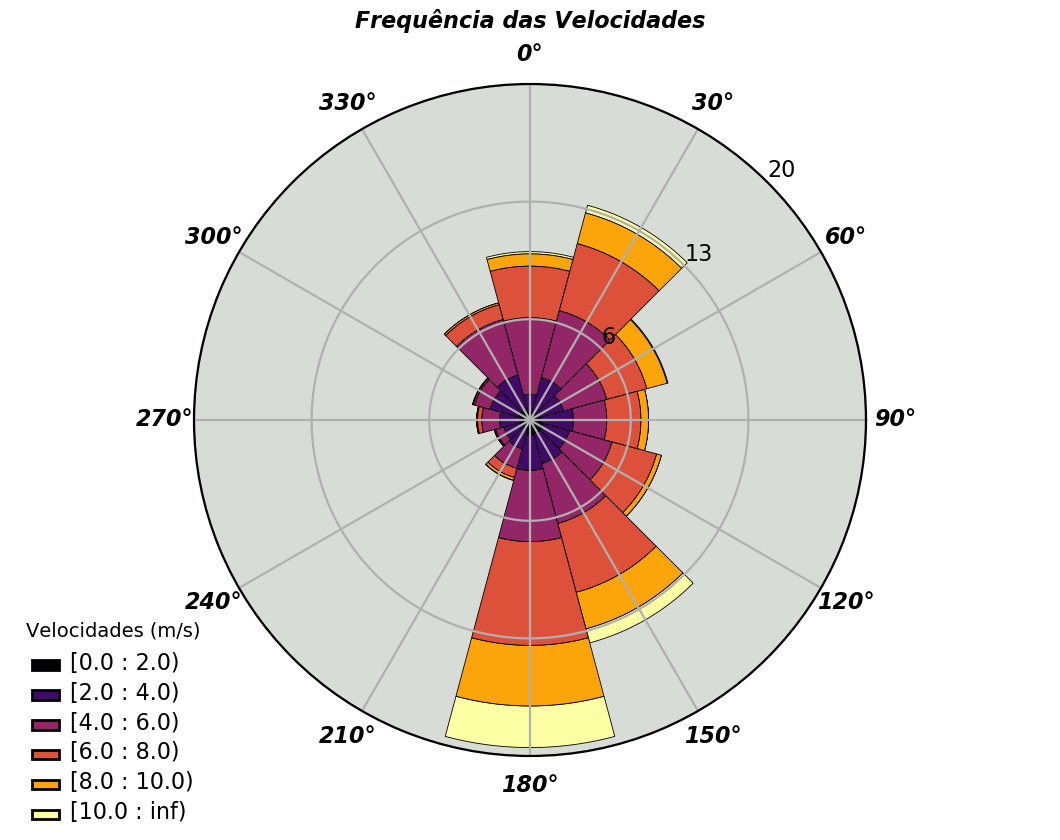 Frequência das Velocidades
0°
330°
30°
20
300°
60°
13
6
270°
90°
240°
120°
Velocidades (m/s)
[0.0 : 2.0)
[2.0 : 4.0)
[4.0 : 6.0)
210°
150°
[6.0 : 8.0)
180°
[8.0 : 10.0)
[10.0 : inf)